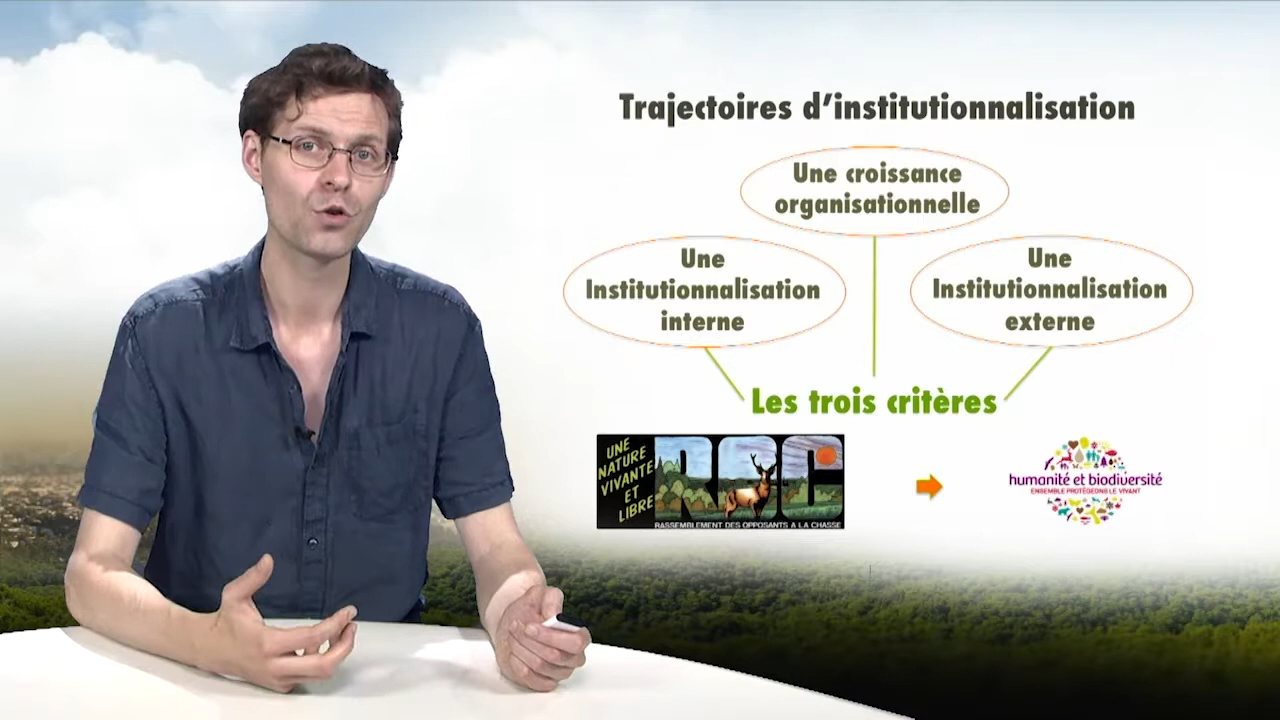 Trajectoires d'institutionnalisation
Une croissance
organisationnelle
Une
Institutionnalisation
interne
Une
Institutionnalisation
externe
Les trois critères
UNE
NATURE
VIVANTE
ET
LIBRE
ROC
RASSEMBLEMENT DES OPPOSANTS A LA CHASSE
humanité et biodiversité
ENSEMBLE PROTÉGEONS LE VIVANT